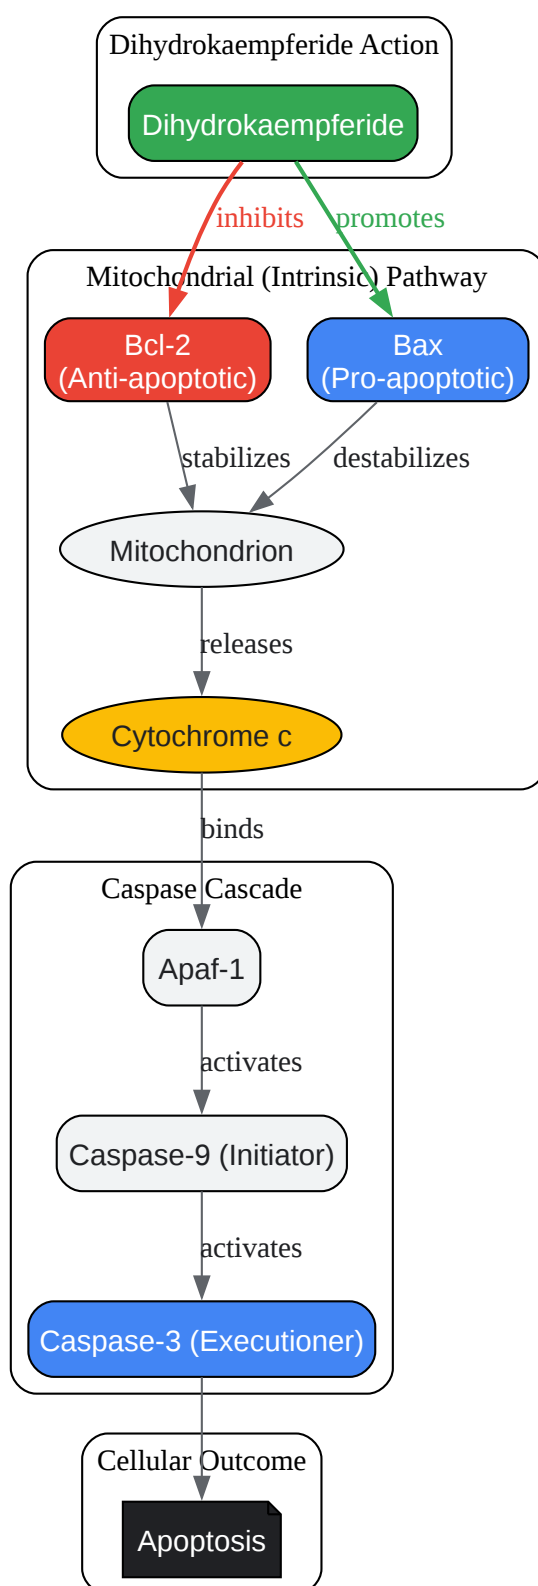 Dihydrokaempferide Action
Dihydrokaempferide
inhibits
promotes
Mitochondrial (Intrinsic) Pathway
Bcl-2
(Anti-apoptotic)
Bax
(Pro-apoptotic)
stabilizes
destabilizes
Mitochondrion
releases
Cytochrome c
binds
Caspase Cascade
Apaf-1
activates
Caspase-9 (Initiator)
activates
Caspase-3 (Executioner)
Cellular Outcome
Apoptosis